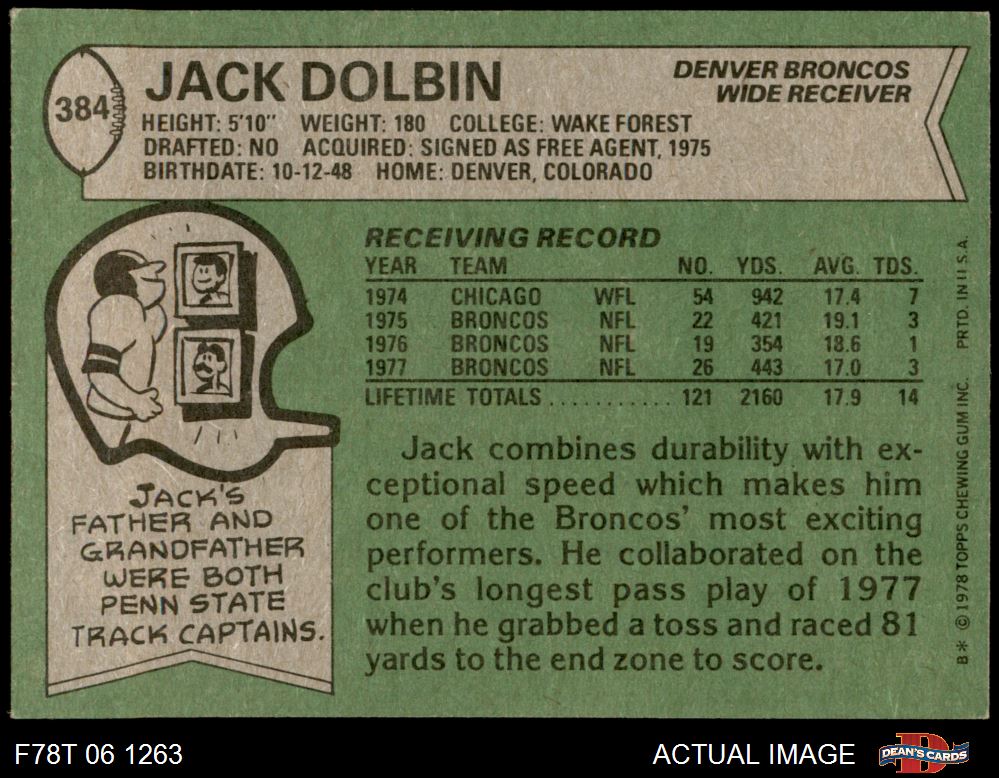 384
JACK DOLBIN
DENVER BRONCOS
WIDE RECEIVER
HEIGHT: 5'10" WEIGHT: 180 COLLEGE: WAKE FOREST
DRAFTED: NO ACQUIRED: SIGNED AS FREE AGENT, 1975
BIRTHDATE: 10-12-48 HOME: DENVER, COLORADO
RECEIVING RECORD
YEAR TEAM NO. YDS. AVG. TDS.
1974 CHICAGO WFL 54 942 17.4 7
1975 BRONCOS NFL 22 421 19.1 3
1976 BRONCOS NFL 19 354 18.6 1
1977 BRONCOS NFL 26 443 17.0 3
LIFETIME TOTALS........... 121 2160 17.9 14
Jack combines durability with ex-
ceptional speed which makes him
one of the Broncos' most exciting
performers. He collaborated on the
club's longest pass play of 1977
when he grabbed a toss and raced 81
yards to the end zone to score.
JACK'S
FATHER AND
GRANDFATHER
WERE BOTH
PENN STATE
TRACK CAPTAINS.
B* © 1978 TOPPS CHEWING GUM INC. PRTD. IN U.S.A.
F78T 06 1263
ACTUAL IMAGE
DEAN'S CARDS